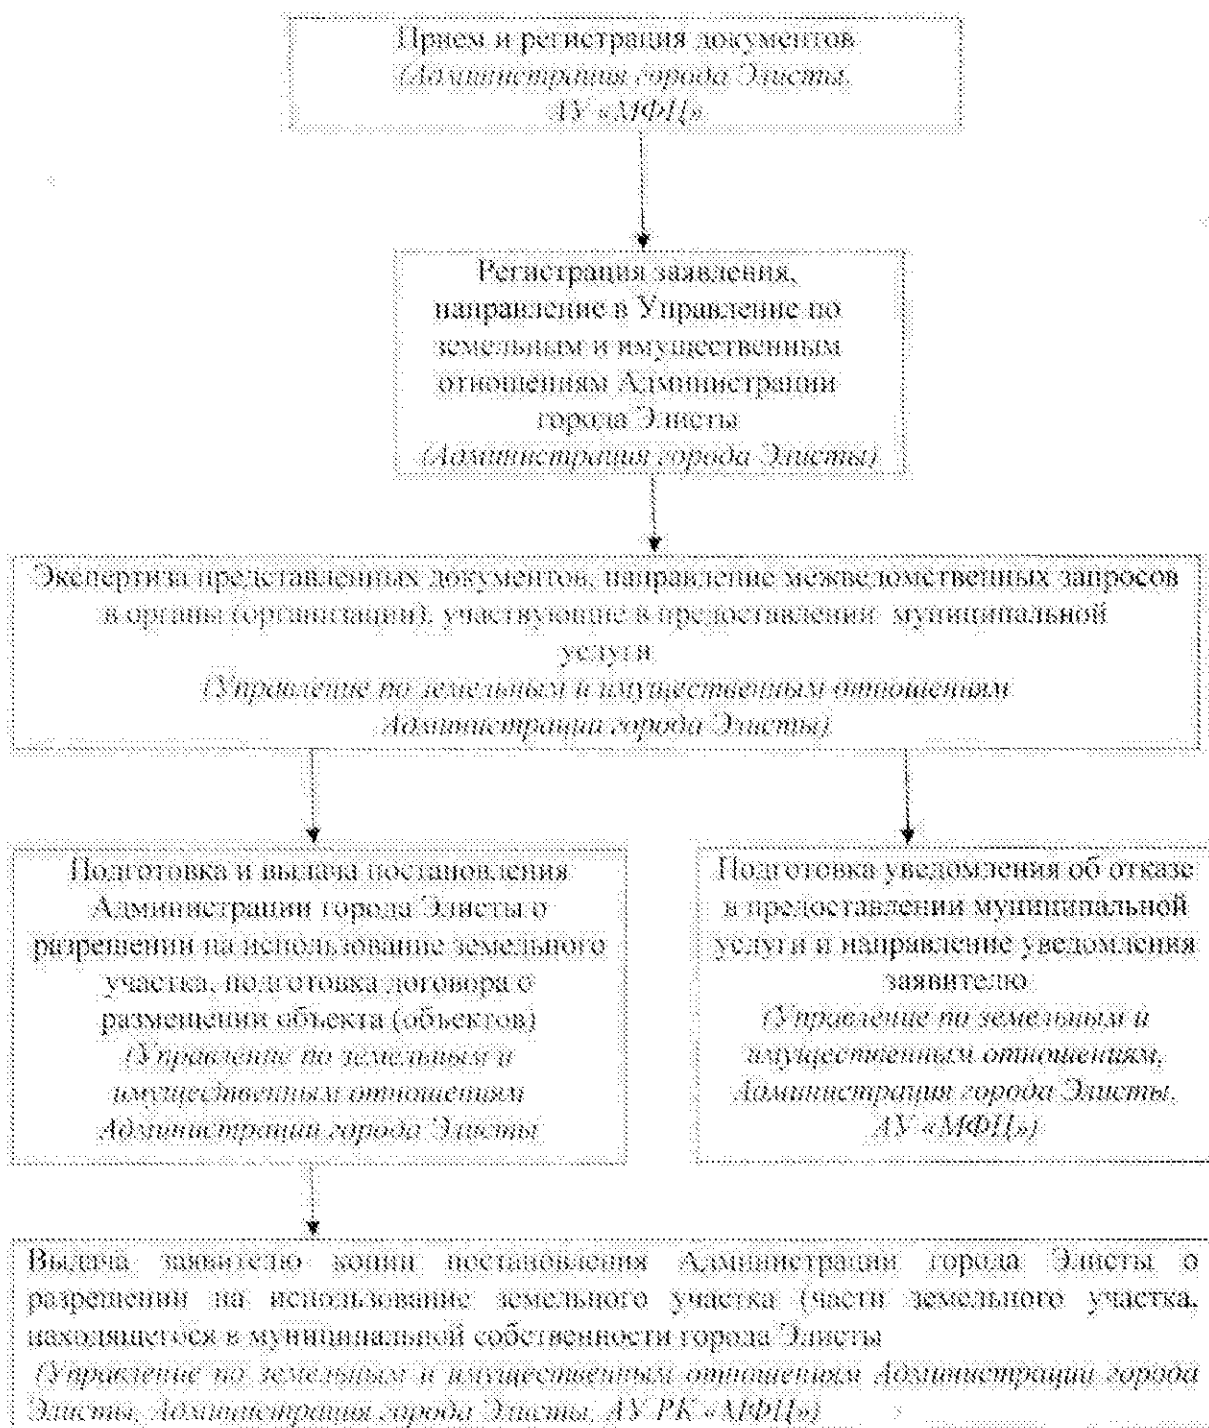 Прием и регистрация документов
(Администрация города Элисты,
АУ «МФЦ»
Регистрация заявления,
направление в Управление по
земельным и имущественным
отношениям Администрации
города Элисты
(Администрация города Элисты)
Экспертиза представленных документов, направление межведомственных запросов
в органы (организации), участвующие в предоставлении муниципальной
услуги
(Управление по земельным и имущественным отношениям
Администрации города Элисты)
Подготовка и выдача постановления
Администрации города Элисты о
разрешении на использование земельного
участка, подготовка договора о
размещении объекта (объектов)
(Управление по земельным и
имущественным отношениям
Администрации города Элисты
Подготовка уведомления об отказе
в предоставлении муниципальной
услуги и направление уведомления
заявителю
(Управление по земельным и
имущественным отношениям,
Администрация города Элисты,
АУ «МФЦ»)
Выдача заявителю копии постановления Администрации города Элисты о
разрешении на использование земельного участка (части земельного участка,
находящегося в муниципальной собственности города Элисты
(Управление по земельным и имущественным отношениям Администрации города
Элисты, Администрация города Элисты, АУ РК «МФЦ»)